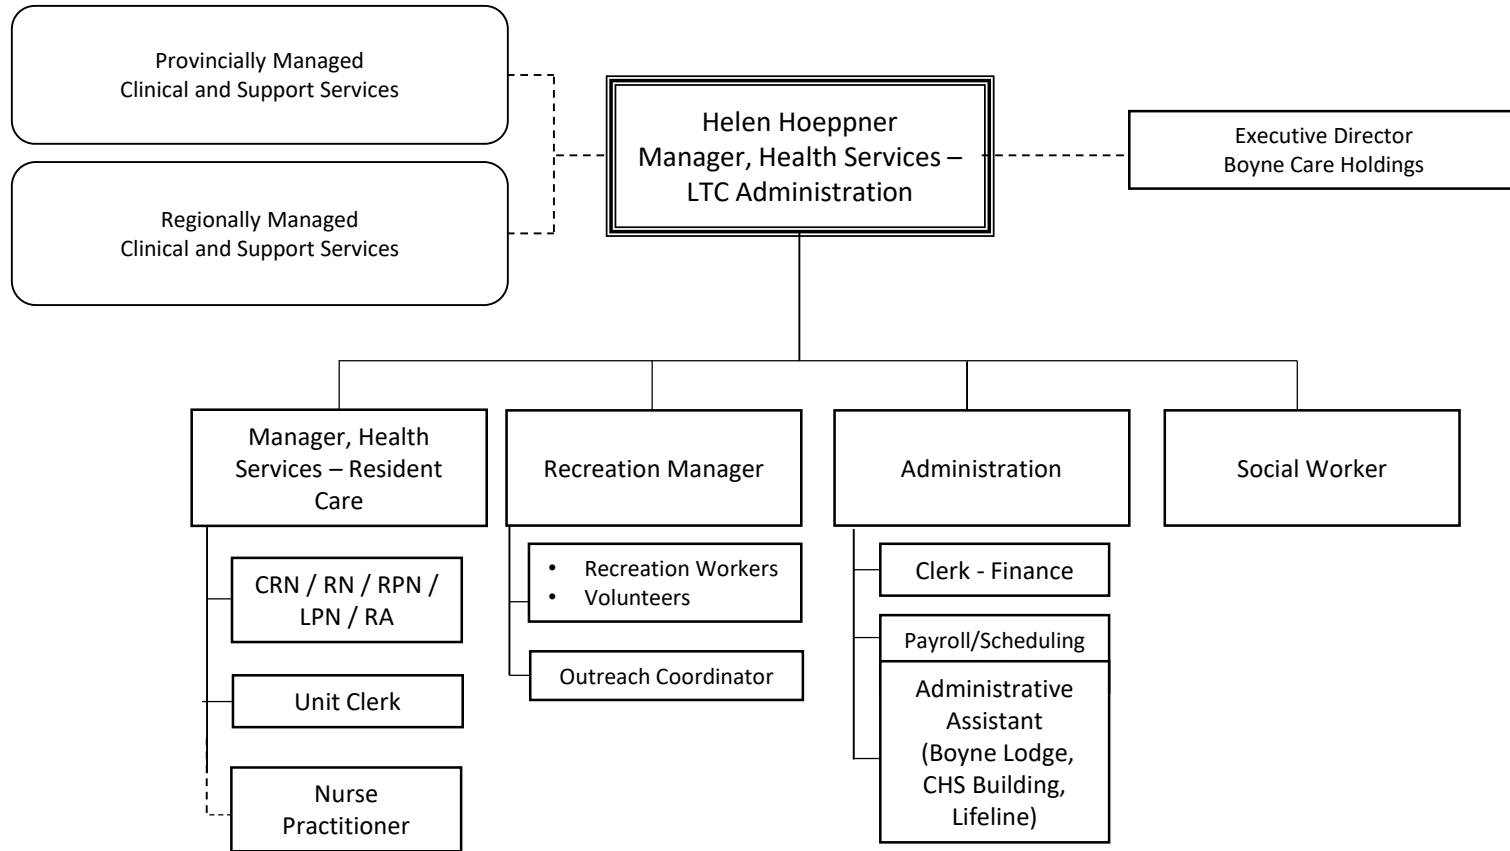 Provincially Managed
Clinical and Support Services
Helen Hoeppner
Manager, Health Services –
LTC Administration
Executive Director
Boyne Care Holdings
Regionally Managed
Clinical and Support Services
Manager, Health
Services – Resident
Care
Recreation Manager
Administration
Social Worker
CRN / RN / RPN /
LPN / RA
Unit Clerk
Nurse
Practitioner
• Recreation Workers
• Volunteers
Outreach Coordinator
Clerk - Finance
Payroll/Scheduling
Administrative
Assistant
(Boyne Lodge,
CHS Building,
Lifeline)